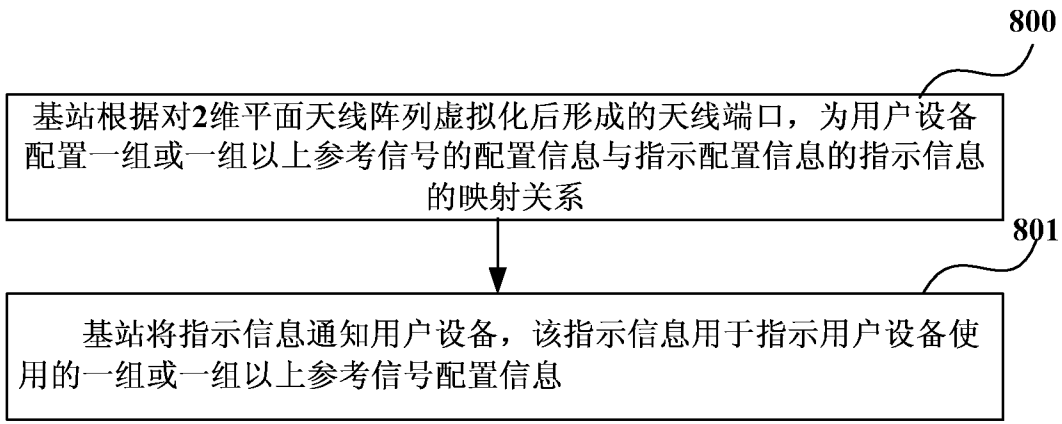 800
基站根据对2维平面天线阵列虚拟化后形成的天线端口，为用户设备
配置一组或一组以上参考信号的配置信息与指示配置信息的指示信息
的映射关系
801
基站将指示信息通知用户设备，该指示信息用于指示用户设备使
用的一组或一组以上参考信号配置信息